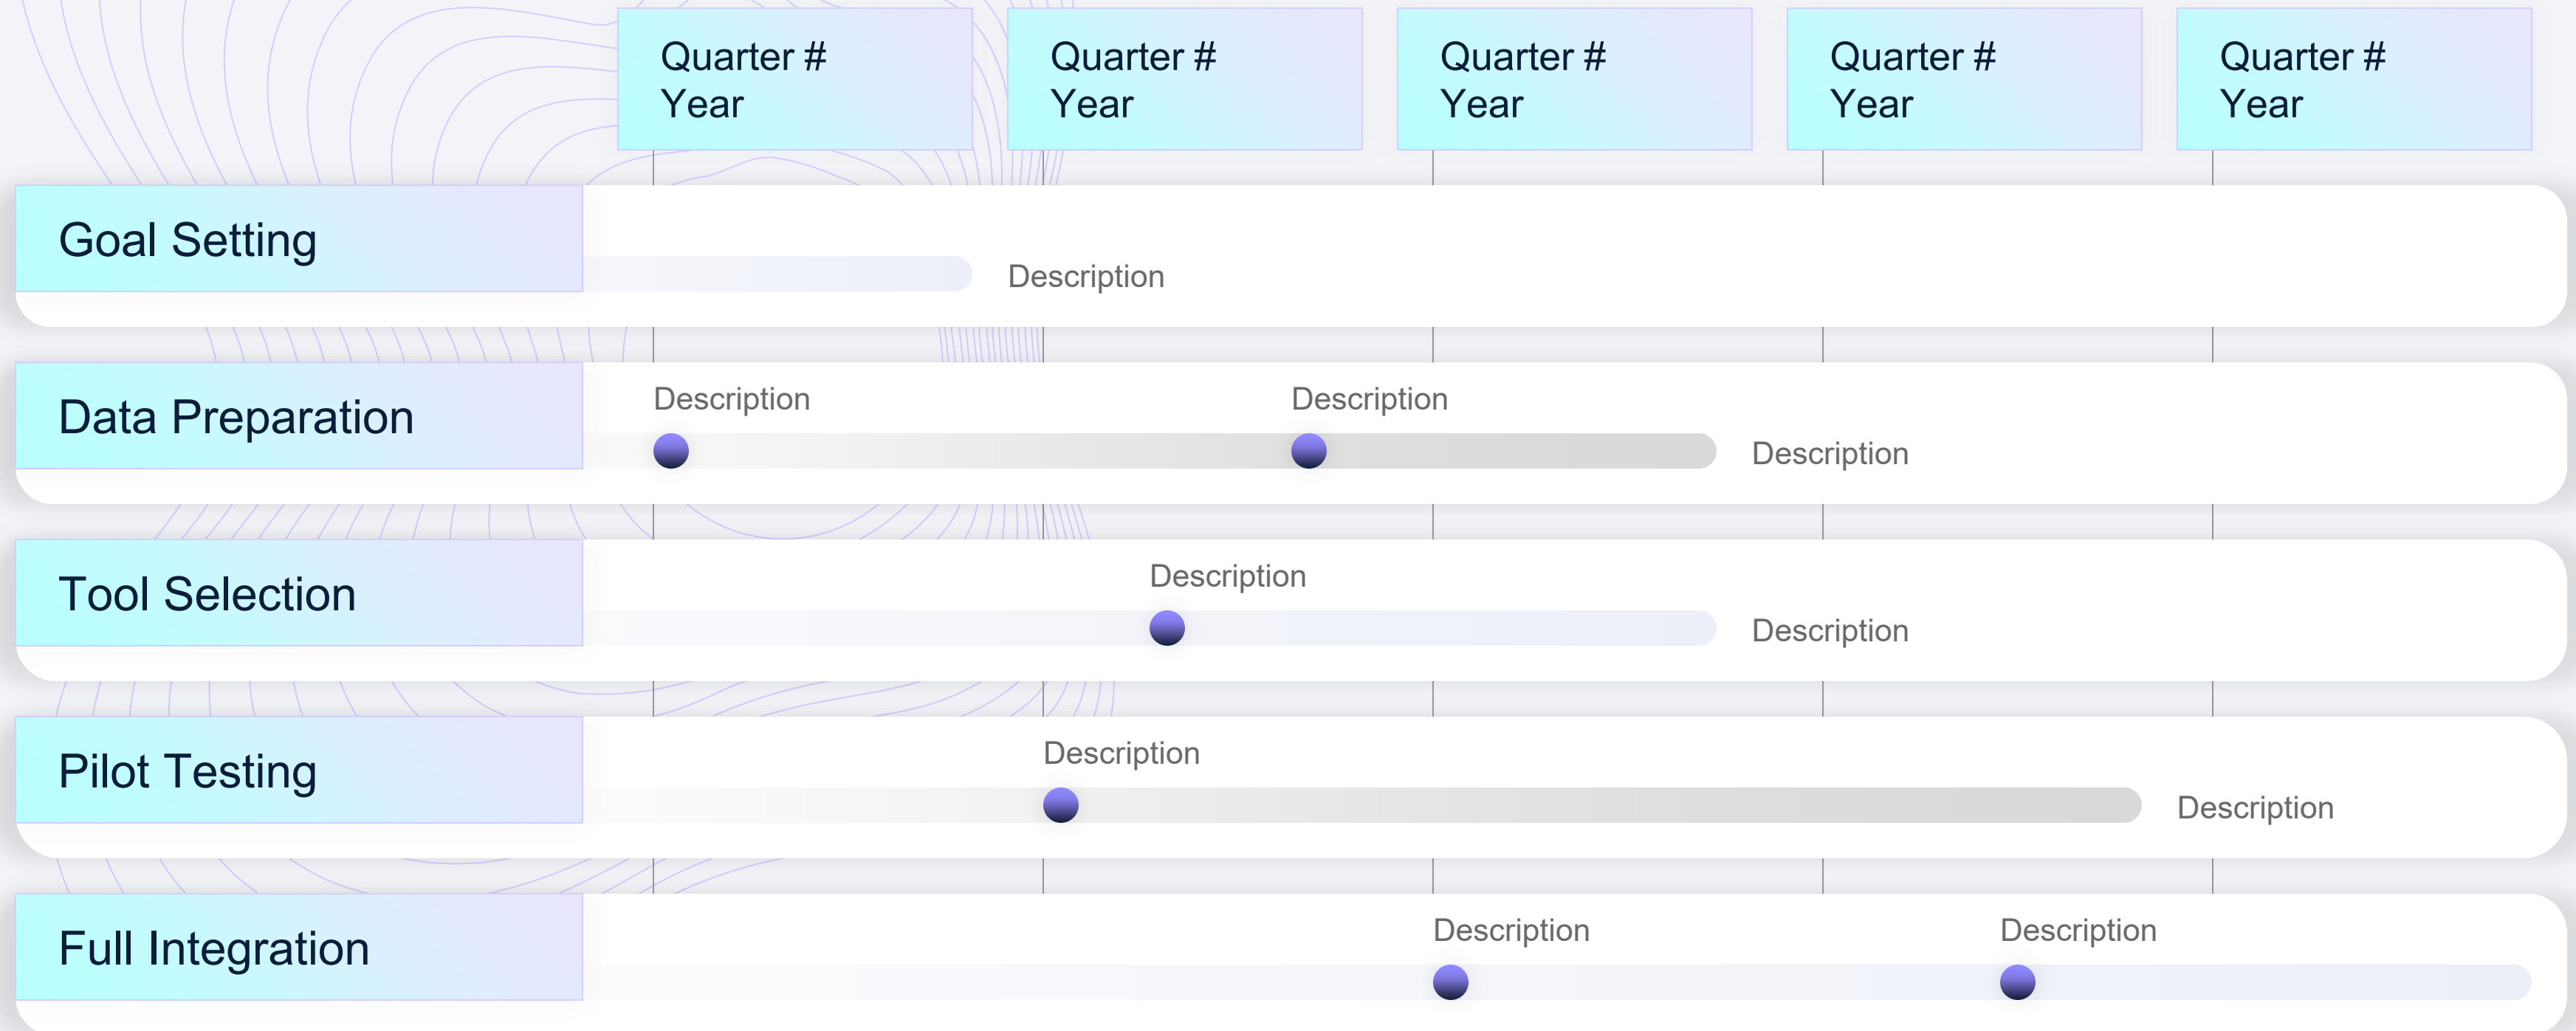 Quarter #
Year
Quarter #
Year
Quarter #
Year
Quarter #
Year
Quarter #
Year
Goal Setting
Description
Data Preparation
Description
Description
Description
Tool Selection
Description
Description
Pilot Testing
Description
Description
Full Integration
Description
Description